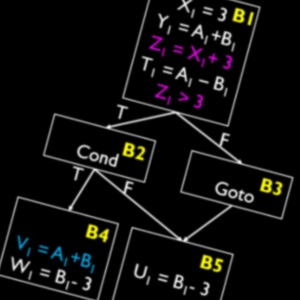 X₁ = 3 B1
Y₁ = A₁+B₁
Z₁ = X₁+ 3
T₁ = A₁ – B₁
Z₁ > 3
T
F
Cond B2
Goto B3
T
F
B4
V₁ = A₁+B₁
W₁ = B₁- 3
B5
U₁ = B₁- 3